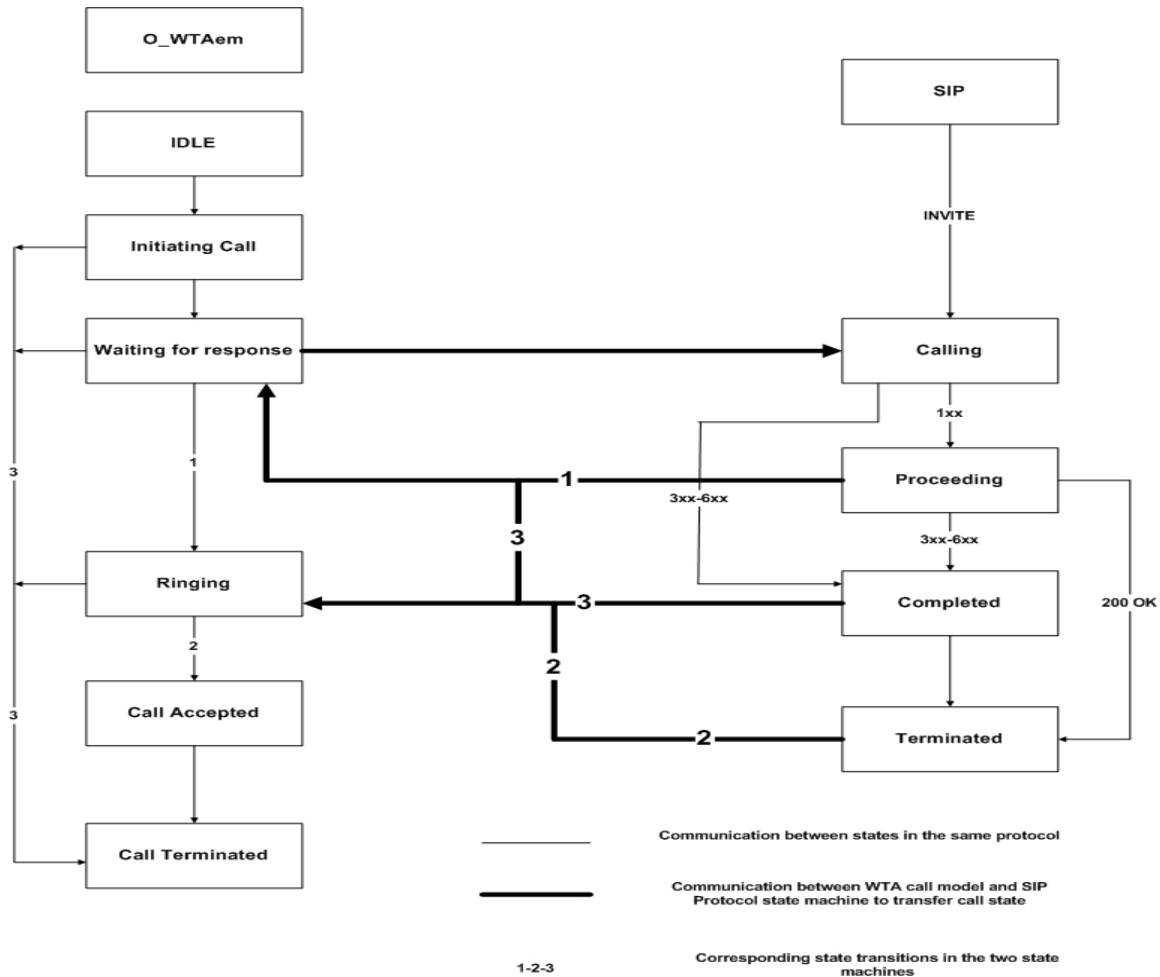 O_WTAem
SIP
IDLE
INVITE
Initiating Call
Waiting for response
Calling
1xx
3
1
1
Proceeding
3xx-6xx
3
3xx-6xx
Ringing
3
Completed
200 OK
2
2
Call Accepted
3
2
Terminated
Call Terminated
Communication between states in the same protocol
Communication between WTA call model and SIP
Protocol state machine to transfer call state
1-2-3
Corresponding state transitions in the two state
machines